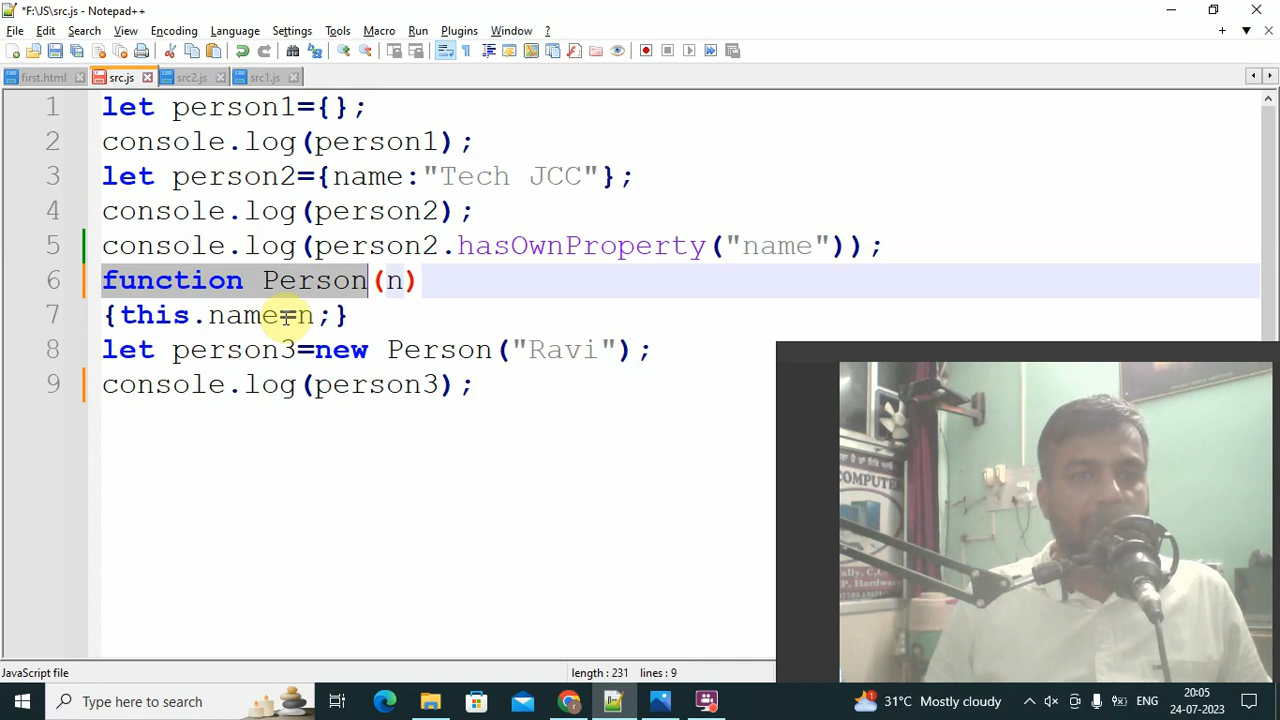 *F:\JS\src.js - Notepad++
File Edit Search View Encoding Language Settings Tools Macro Run Plugins Window ?
first.html src.js src2.js src1.js
1 let person1={};
2 console.log(person1);
3 let person2={name:"Tech JCC"};
4 console.log(person2);
5 console.log(person2.hasOwnProperty("name"));
6 function Person(n)
7 {this.name=n;}
8 let person3=new Person("Ravi");
9 console.log(person3);
COMPUTER
JavaScript file length : 231 lines : 9
Type here to search 1 31°C Mostly cloudy ENG 20:05
24-07-2023 1